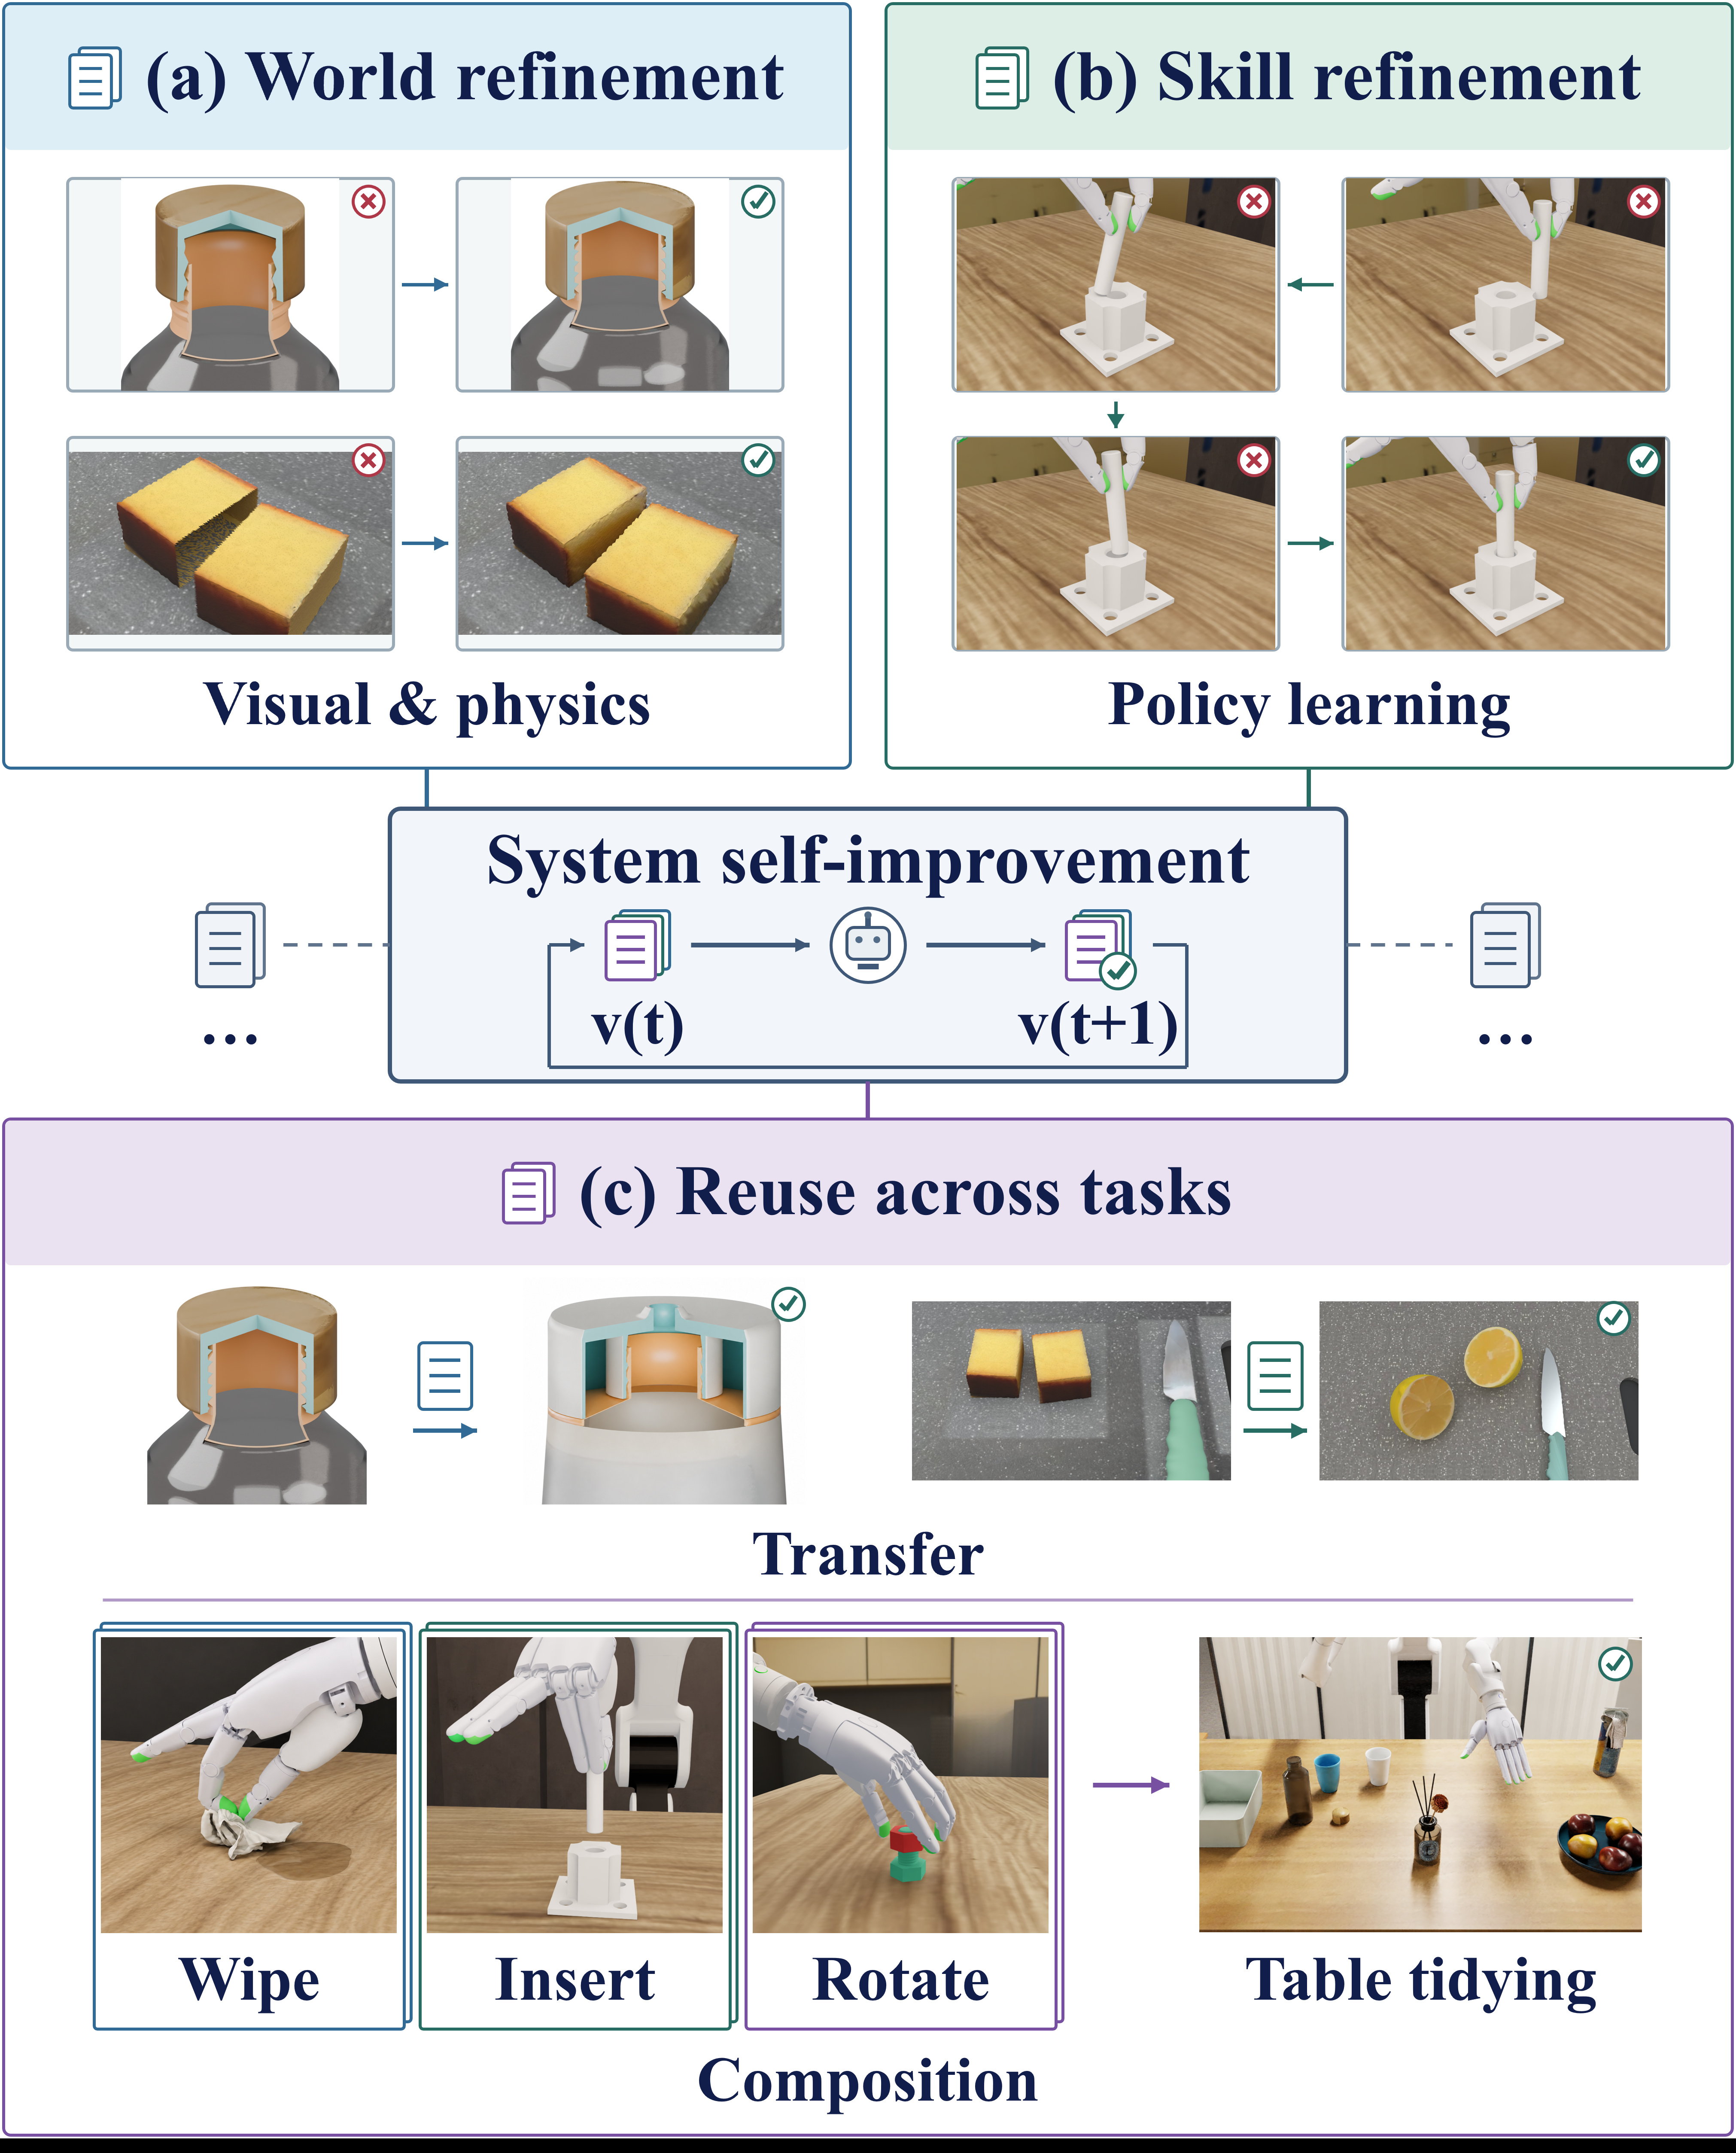 (a) World refinement
(b) Skill refinement
Visual & physics
Policy learning
System self-improvement
v(t)
v(t+1)
...
...
(c) Reuse across tasks
Transfer
Wipe
Insert
Rotate
Table tidying
Composition